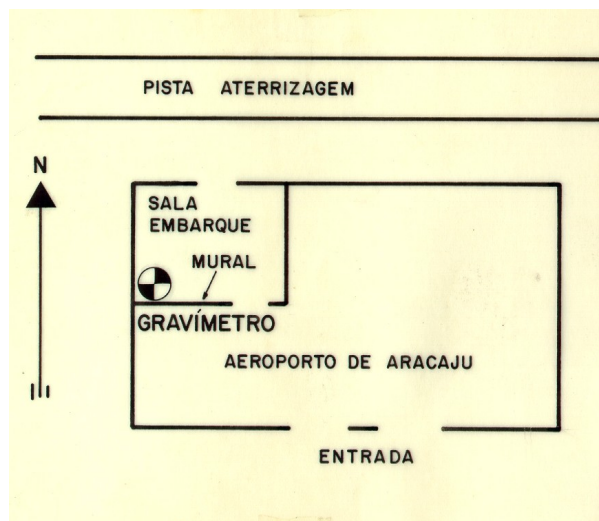 PISTA ATERRIZAGEM
N
SALA
EMBARQUE
MURAL
GRAVÍMETRO
AEROPORTO DE ARACAJU
ENTRADA